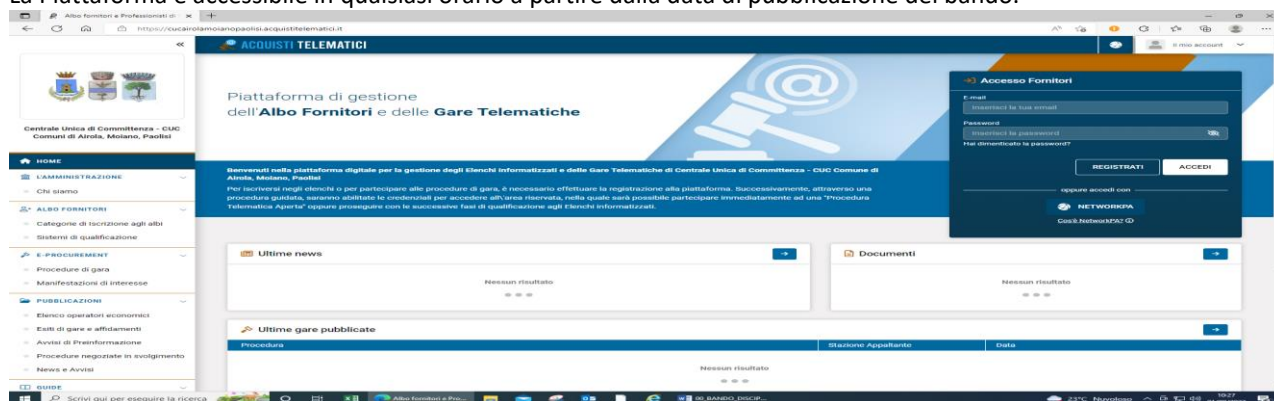 La Piattaforma è accessibile in qualsiasi orario a partire dalla data di pubblicazione del bando.
Albo fornitori e Professionisti di
https://cucairolamoianopaolisi.acquistitelematici.it
ACQUISTI TELEMATICI
Il mio account
Centrale Unica di Committenza - CUC
Comuni di Airola, Moiano, Paolisi
HOME
L'AMMINISTRAZIONE
Chi siamo
ALBO FORNITORI
Categorie di iscrizione agli albi
Sistemi di qualificazione
E-PROCUREMENT
Procedure di gara
Manifestazioni di interesse
PUBBLICAZIONI
Elenco operatori economici
Esiti di gare e affidamenti
Avvisi di Preinformazione
Procedure negoziate in svolgimento
News e Avvisi
GUIDE
Piattaforma di gestione
dell'Albo Fornitori e delle Gare Telematiche
Accesso Fornitori
E-mail
Inserisci la tua email
Password
Inserisci la password
Hai dimenticato la password?
REGISTRATI
ACCEDI
oppure accedi con
NETWORKPA
Cos'è NetworkPA?
Benvenuti nella piattaforma digitale per la gestione degli Elenchi informatizzati e delle Gare Telematiche di Centrale Unica di Committenza - CUC Comune di
Airola, Moiano, Paolisi
Per iscriversi negli elenchi o per partecipare alle procedure di gara, è necessario effettuare la registrazione alla piattaforma. Successivamente, attraverso una
procedura guidata, saranno abilitate le credenziali per accedere all\'area riservata, nella quale sarà possibile partecipare immediatamente ad una "Procedura
Telematica Aperta" oppure proseguire con le successive fasi di qualificazione agli Elenchi informatizzati.
Ultime news
Nessun risultato
Documenti
Nessun risultato
Ultime gare pubblicate
Procedura
Stazione Appaltante
Data
Nessun risultato
Scrivi qui per eseguire la ricerca
Albo fornitori e Pro...
00_BANDO_DISCIP...
23°C Nuvoloso
10:27